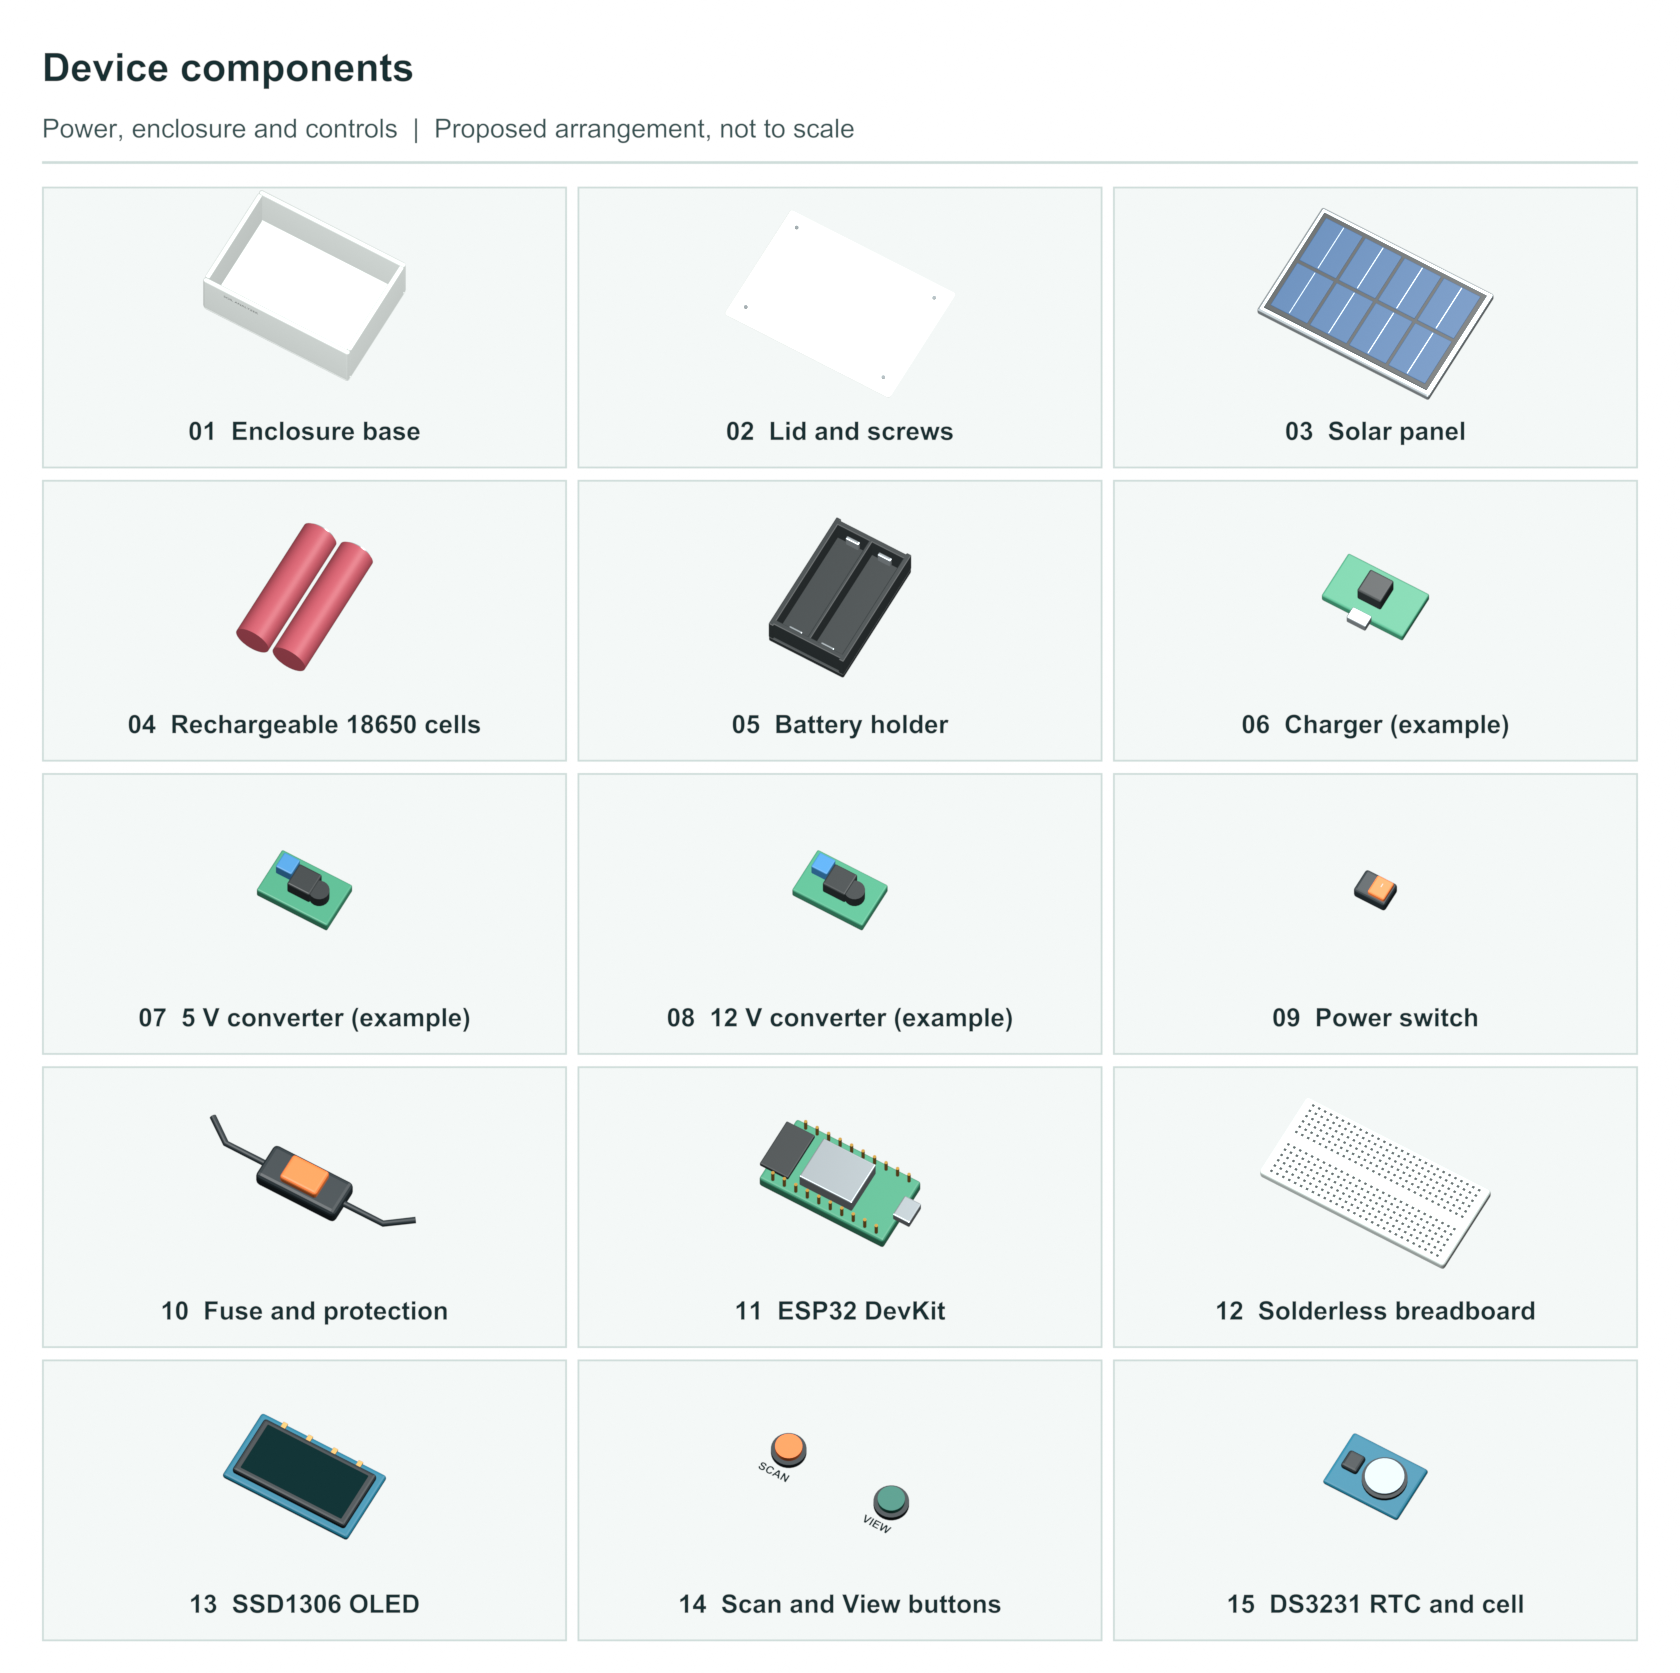 Device components
Power, enclosure and controls | Proposed arrangement, not to scale
01 Enclosure base
02 Lid and screws
03 Solar panel
04 Rechargeable 18650 cells
05 Battery holder
06 Charger (example)
07 5 V converter (example)
08 12 V converter (example)
09 Power switch
10 Fuse and protection
11 ESP32 DevKit
12 Solderless breadboard
SCAN
VIEW
13 SSD1306 OLED
14 Scan and View buttons
15 DS3231 RTC and cell